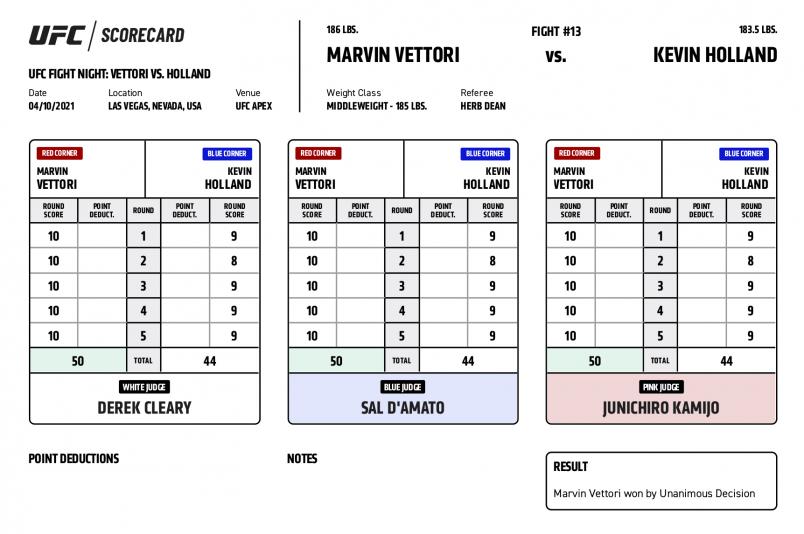 UFC / SCORECARD
UFC FIGHT NIGHT: VETTORI VS. HOLLAND
Date Location Venue
04/10/2021 LAS VEGAS, NEVADA, USA UFC APEX
186 LBS. FIGHT #13 183.5 LBS.
MARVIN VETTORI VS. KEVIN HOLLAND
Weight Class Referee
MIDDLEWEIGHT - 185 LBS. HERB DEAN
RED CORNER BLUE CORNER
MARVIN KEVIN
VETTORI HOLLAND
ROUND POINT ROUND POINT ROUND
SCORE DEDUCT. DEDUCT. SCORE
10 1 9
10 2 8
10 3 9
10 4 9
10 5 9
50 TOTAL 44
WHITE JUDGE
DEREK CLEARY
RED CORNER BLUE CORNER
MARVIN KEVIN
VETTORI HOLLAND
ROUND POINT ROUND POINT ROUND
SCORE DEDUCT. DEDUCT. SCORE
10 1 9
10 2 8
10 3 9
10 4 9
10 5 9
50 TOTAL 44
BLUE JUDGE
SAL D'AMATO
RED CORNER BLUE CORNER
MARVIN KEVIN
VETTORI HOLLAND
ROUND POINT ROUND POINT ROUND
SCORE DEDUCT. DEDUCT. SCORE
10 1 9
10 2 8
10 3 9
10 4 9
10 5 9
50 TOTAL 44
PINK JUDGE
JUNICHIRO KAMIJO
POINT DEDUCTIONS
NOTES
RESULT
Marvin Vettori won by Unanimous Decision